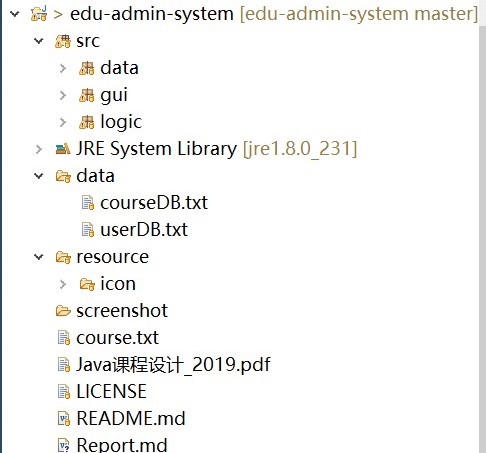 > edu-admin-system [edu-admin-system master]
src
data
gui
logic
JRE System Library [jre1.8.0_231]
data
courseDB.txt
userDB.txt
resource
icon
screenshot
course.txt
Java课程设计_2019.pdf
LICENSE
README.md
Report.md